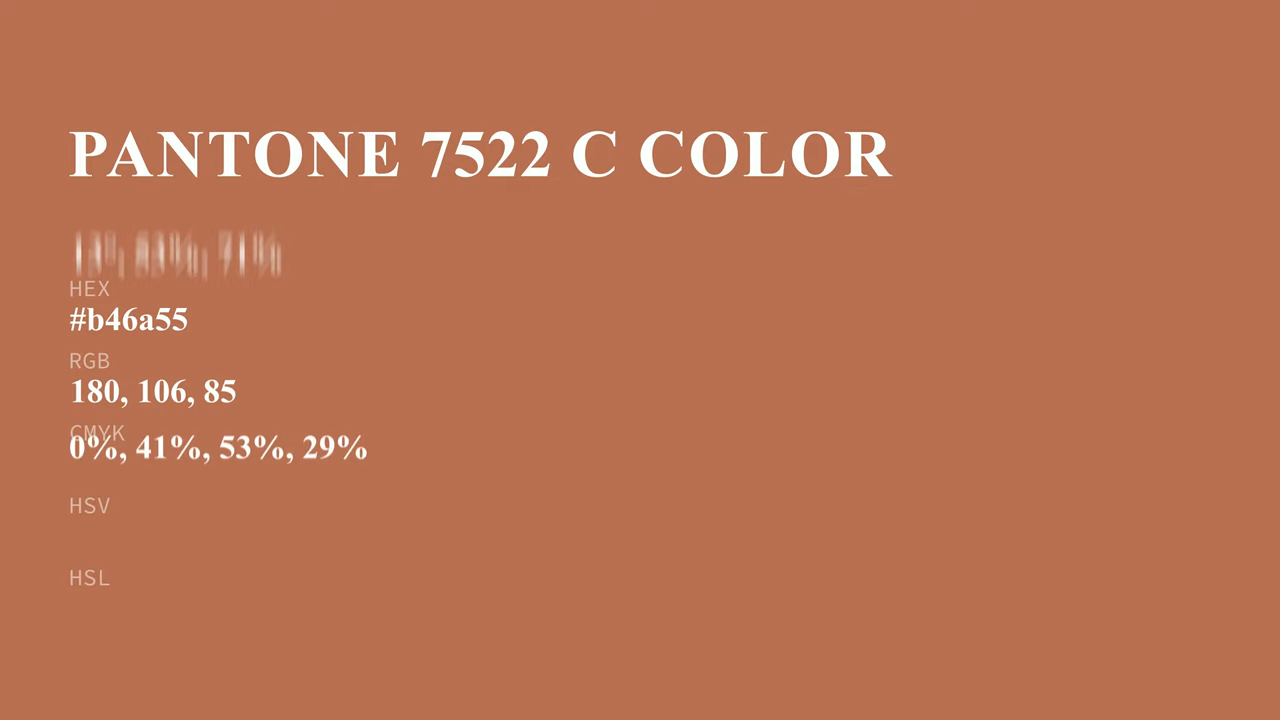 PANTONE 7522 C COLOR
HEX
#b46a55
RGB
180, 106, 85
CMYK
0%, 41%, 53%, 29%
HSV
HSL